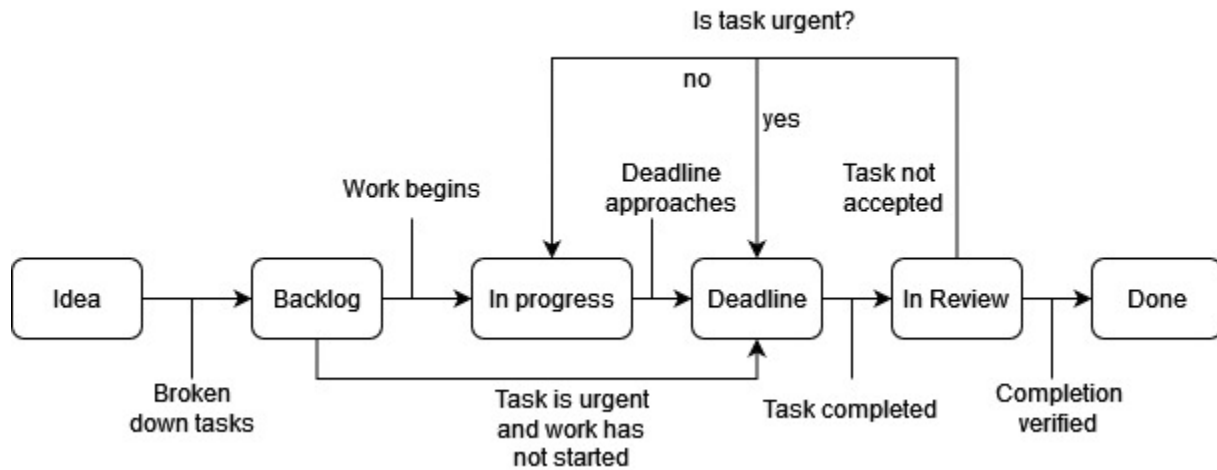 Is task urgent?
no
yes
Work begins
Deadline
approaches
Task not
accepted
Idea
Backlog
In progress
Deadline
In Review
Done
Broken
down tasks
Task is urgent
and work has
not started
Task completed
Completion
verified